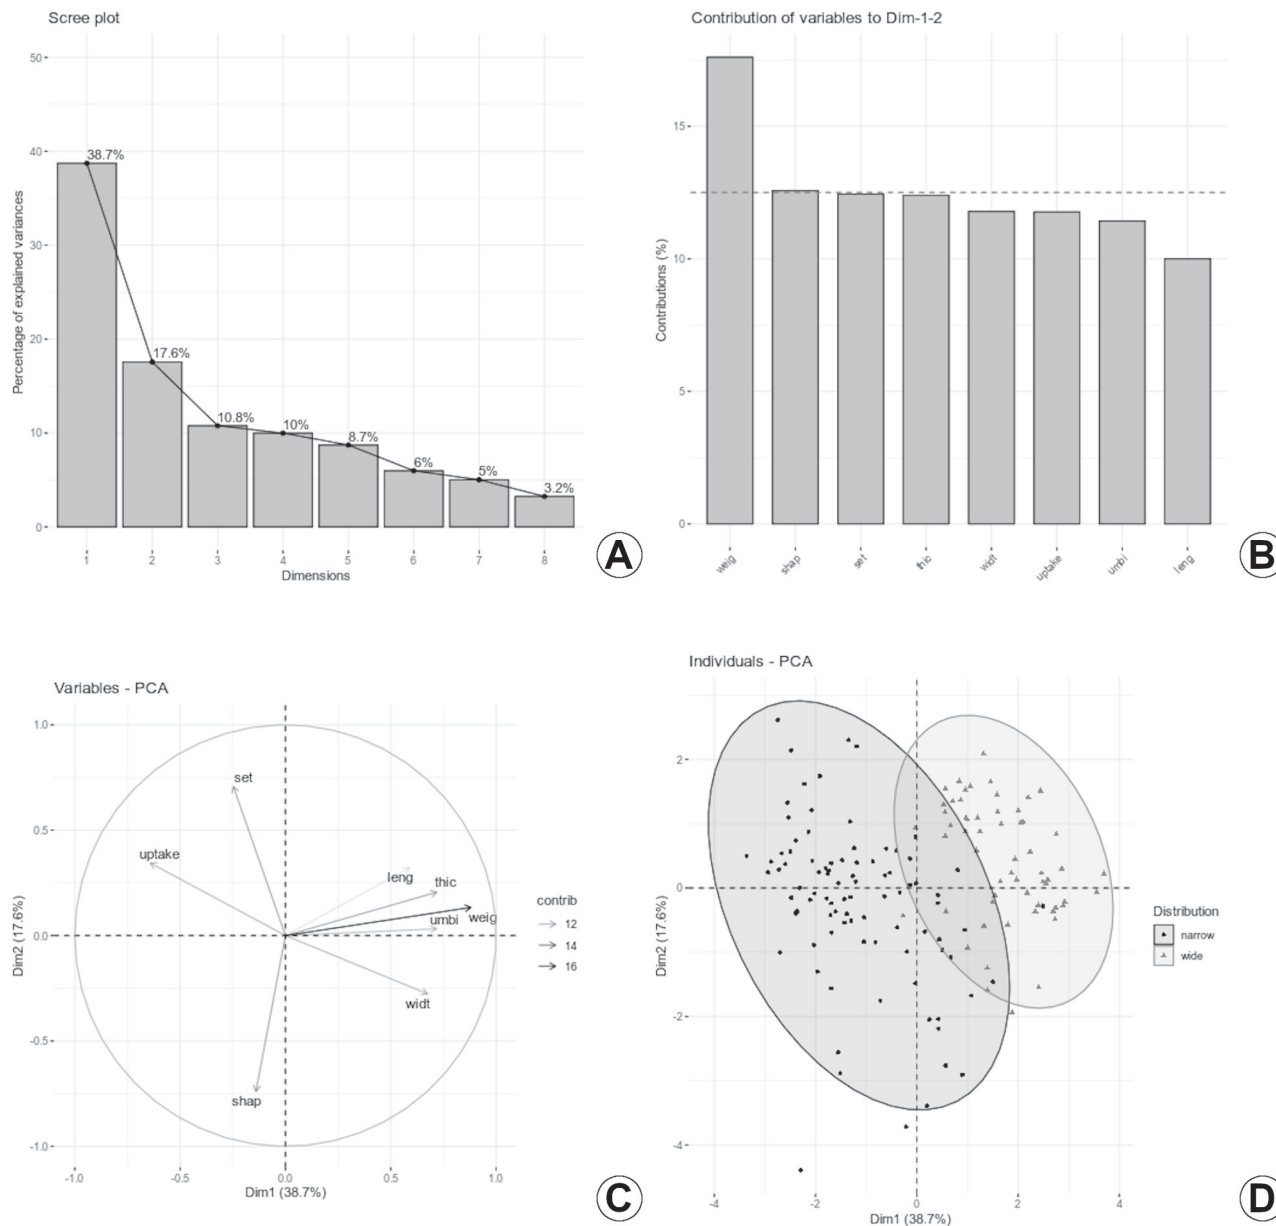 Scree plot
Percentage of explained variances
50
40
30
20
10
0
38.7%
17.6%
10.8%
10%
8.7%
6%
5%
3.2%
1 2 3 4 5 6 7 8
Dimensions
A
Contribution of variables to Dim-1-2
Contributions (%)
15
10
5
0
weig shap set thic widt uptake umbi leng
B
Variables - PCA
Dim2 (17.6%)
1.0
0.5
0.0
-0.5
-1.0
set
uptake
leng
thic
umbi
weig
widt
shap
-1.0 -0.5 0.0 0.5 1.0
Dim1 (38.7%)
contrib
12
14
16
C
Individuals - PCA
Dim2 (17.6%)
2
0
-2
-4
-4 -2 0 2 4
Dim1 (38.7%)
Distribution
narrow
wide
D